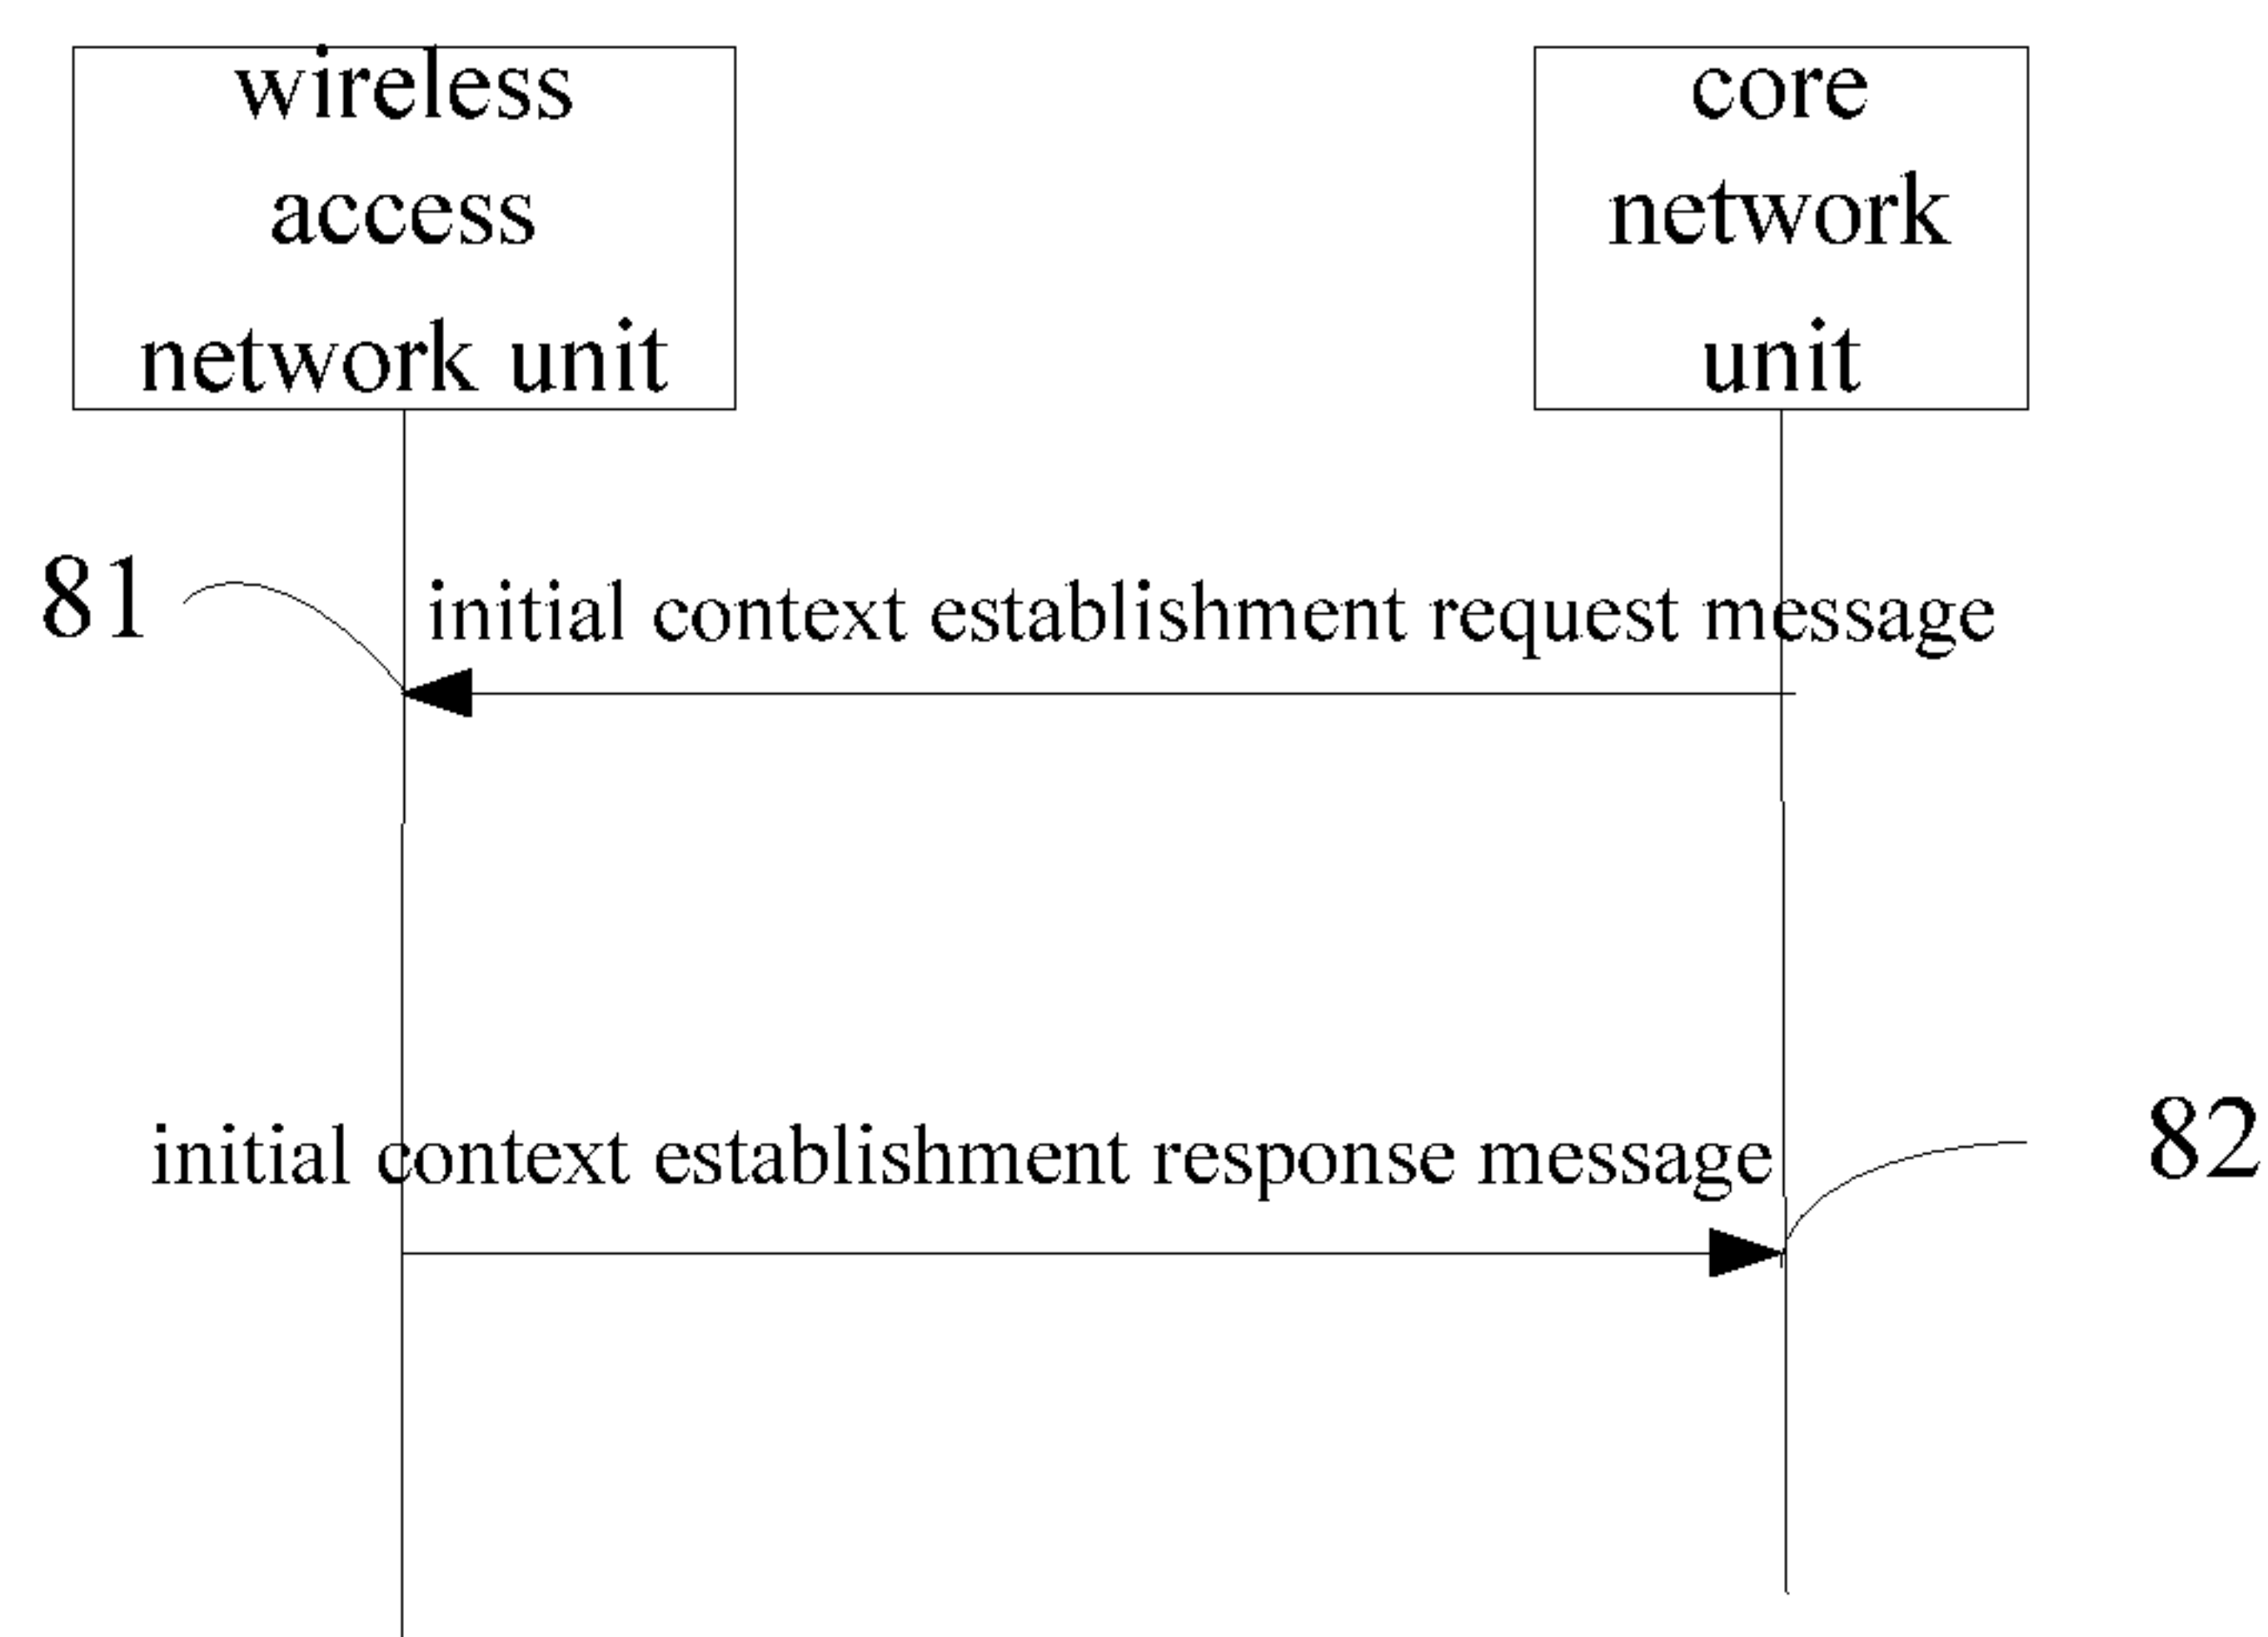 wireless
access
network unit
core
network
unit
81
initial context establishment request message
initial context establishment response message
82